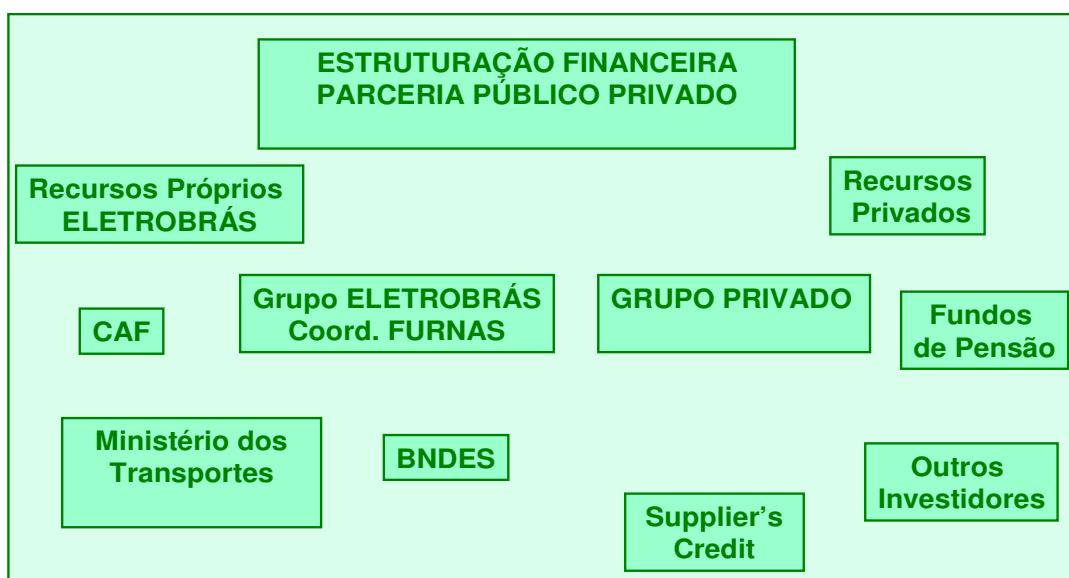 ESTRUTURAÇÃO FINANCEIRA
PARCERIA PÚBLICO PRIVADO
Recursos Próprios
ELETROBRÁS
Recursos
Privados
CAF
Grupo ELETROBRÁS
Coord. FURNAS
GRUPO PRIVADO
Fundos
de Pensão
Ministério dos
Transportes
BNDES
Supplier’s
Credit
Outros
Investidores